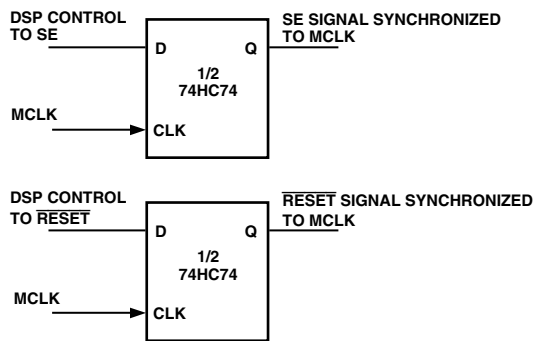 DSP CONTROL
TO SE
D
Q
SE SIGNAL SYNCHRONIZED
TO MCLK
1/2
74HC74
MCLK
CLK
DSP CONTROL
TO RESET
D
Q
RESET SIGNAL SYNCHRONIZED
TO MCLK
1/2
74HC74
MCLK
CLK